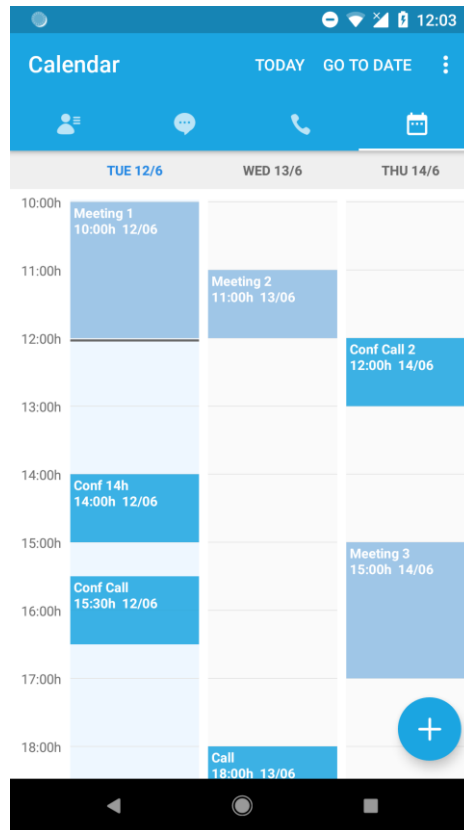 12:03
Calendar TODAY GO TO DATE
TUE 12/6 WED 13/6 THU 14/6
10:00h
Meeting 1
10:00h 12/06
11:00h
Meeting 2
11:00h 13/06
12:00h
Conf Call 2
12:00h 14/06
13:00h
14:00h
Conf 14h
14:00h 12/06
15:00h
Meeting 3
15:00h 14/06
Conf Call
15:30h 12/06
16:00h
17:00h
18:00h
Call
18:00h 13/06